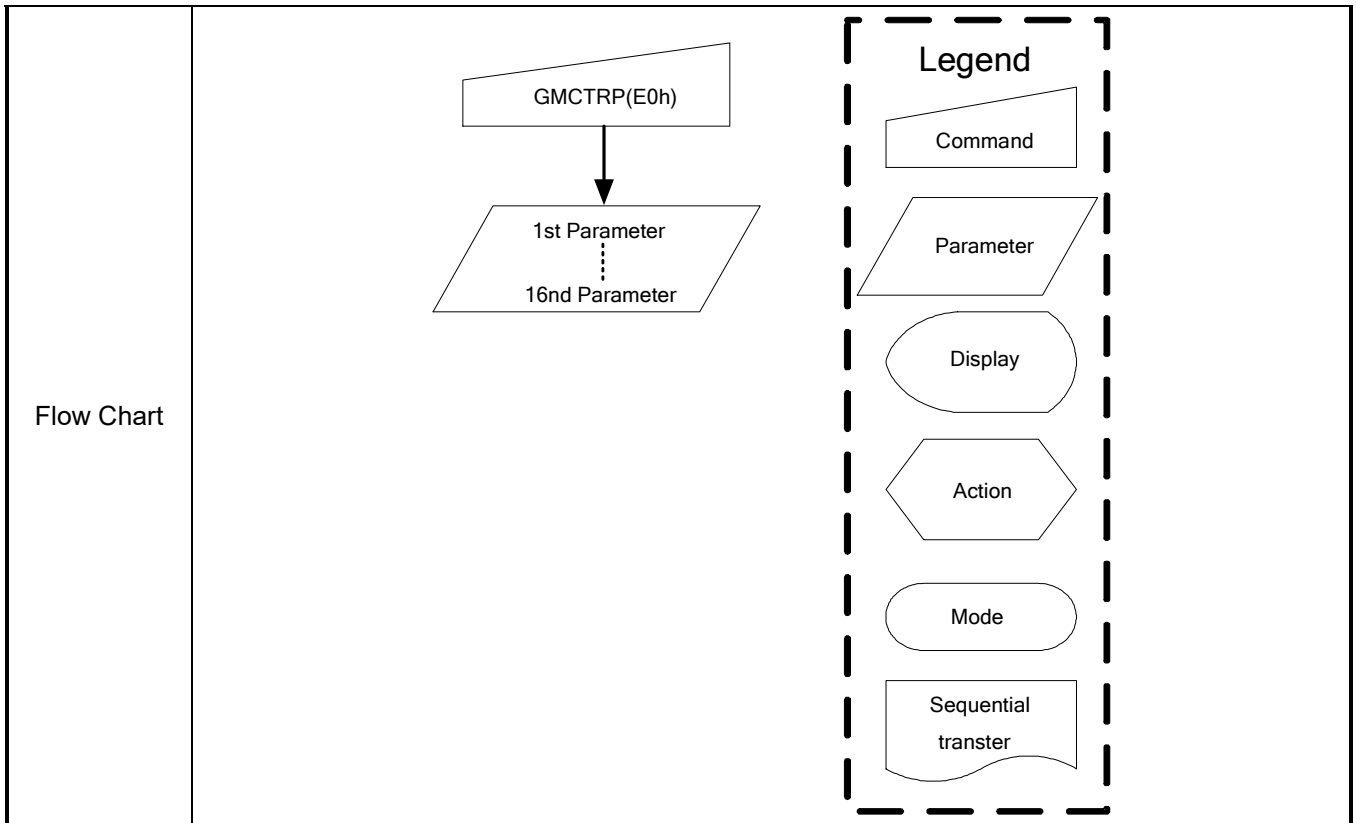 Flow Chart
GMCTRP(E0h)
1st Parameter
16nd Parameter
Legend
Command
Parameter
Display
Action
Mode
Sequential
transter